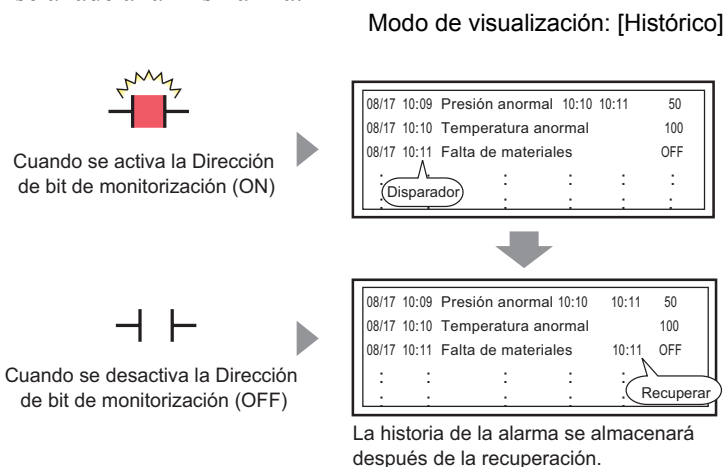 Modo de visualización: [Histórico]
Cuando se activa la Dirección
de bit de monitorización (ON)
08/17 10:09 Presión anormal 10:10 10:11 50
08/17 10:10 Temperatura anormal 100
08/17 10:11 Falta de materiales OFF
: : : : : :
Disparador
: : : : : :
Cuando se desactiva la Dirección
de bit de monitorización (OFF)
08/17 10:09 Presión anormal 10:10 10:11 50
08/17 10:10 Temperatura anormal 100
08/17 10:11 Falta de materiales 10:11 OFF
: : : : :
Recuperar
: : : : :
La historia de la alarma se almacenará
después de la recuperación.